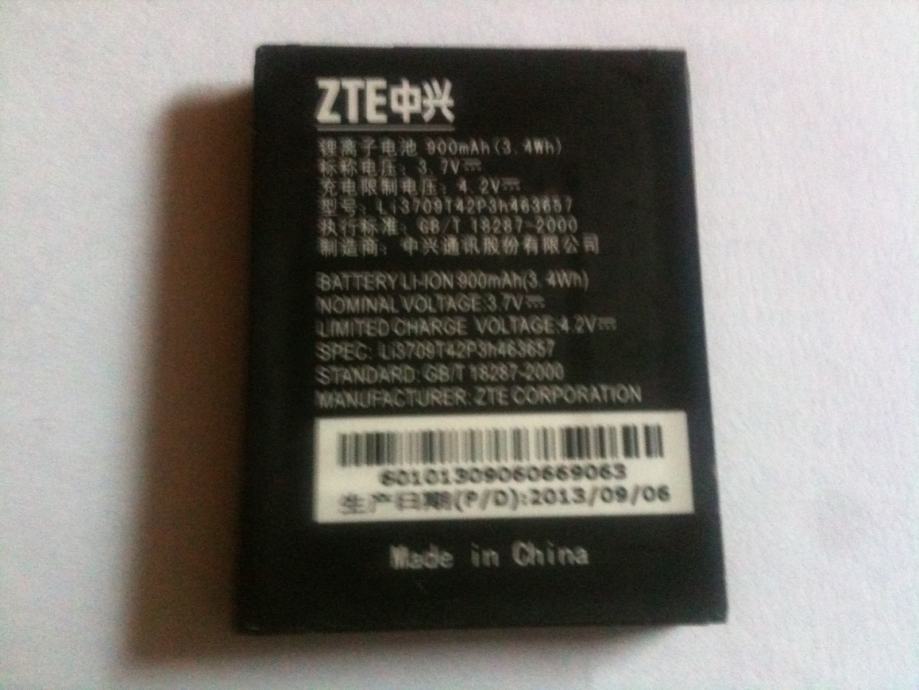 ZTE中兴
锂离子电池 900mAh(3.4Wh)
标称电压: 3.7V⎓
充电限制电压: 4.2V⎓
型号: Li3709T42P3h463657
执行标准: GB/T 18287-2000
制造商: 中兴通讯股份有限公司
BATTERY LI-ION 900mAh(3.4Wh)
NOMINAL VOLTAGE:3.7V⎓
LIMITED CHARGE VOLTAGE:4.2V⎓
SPEC: Li3709T42P3h463657
STANDARD: GB/T 18287-2000
MANUFACTURER: ZTE CORPORATION
60101309060669063
生产日期(P/D):2013/09/06
Made in China